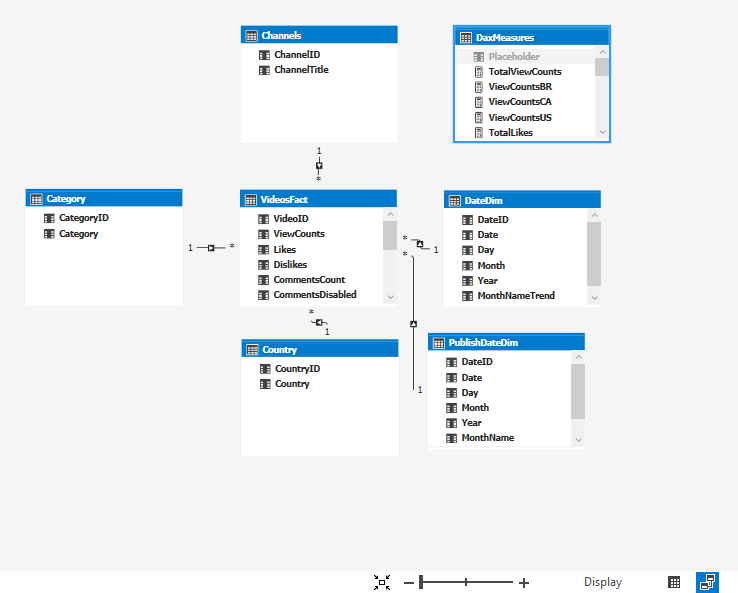 Channels
ChannelID
ChannelTitle
DaxMeasures
Placeholder
TotalViewCounts
ViewCountsBR
ViewCountsCA
ViewCountsUS
TotalLikes
1
*
Category
CategoryID
Category
1
*
VideosFact
VideoID
ViewCounts
Likes
Dislikes
CommentsCount
CommentsDisabled
*
1
*
DateDim
DateID
Date
Day
Month
Year
MonthNameTrend
*
1
Country
CountryID
Country
1
PublishDateDim
DateID
Date
Day
Month
Year
MonthName
Display